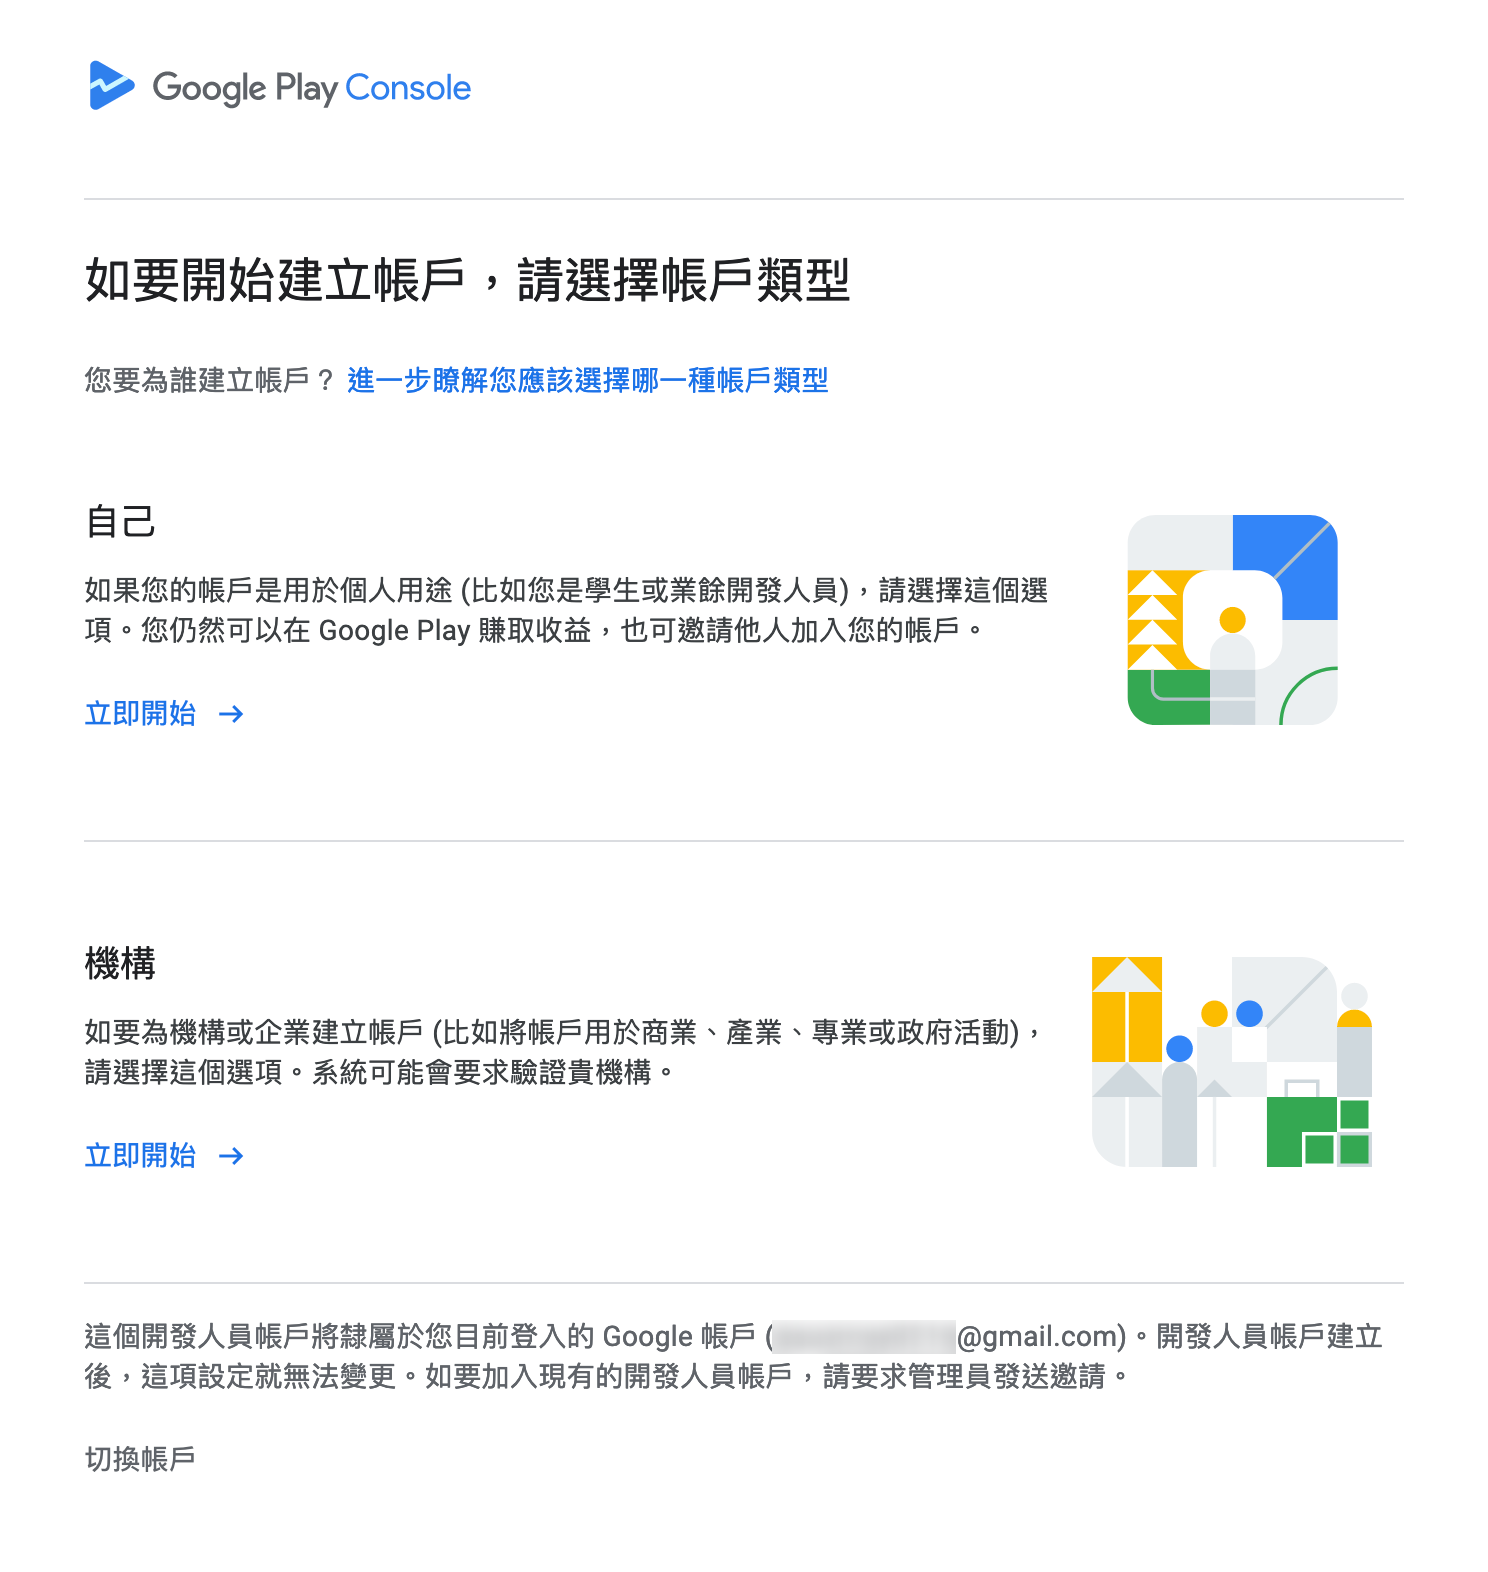 Google Play Console
如要開始建立帳戶，請選擇帳戶類型
您要為誰建立帳戶？ 進一步瞭解您應該選擇哪一種帳戶類型
自己
如果您的帳戶是用於個人用途 (比如您是學生或業餘開發人員)，請選擇這個選
項。您仍然可以在 Google Play 賺取收益，也可邀請他人加入您的帳戶。
立即開始 →
機構
如要為機構或企業建立帳戶 (比如將帳戶用於商業、產業、專業或政府活動)，
請選擇這個選項。系統可能會要求驗證貴機構。
立即開始 →
這個開發人員帳戶將隸屬於您目前登入的 Google 帳戶 (@gmail.com)。開發人員帳戶建立
後，這項設定就無法變更。如要加入現有的開發人員帳戶，請要求管理員發送邀請。
切換帳戶